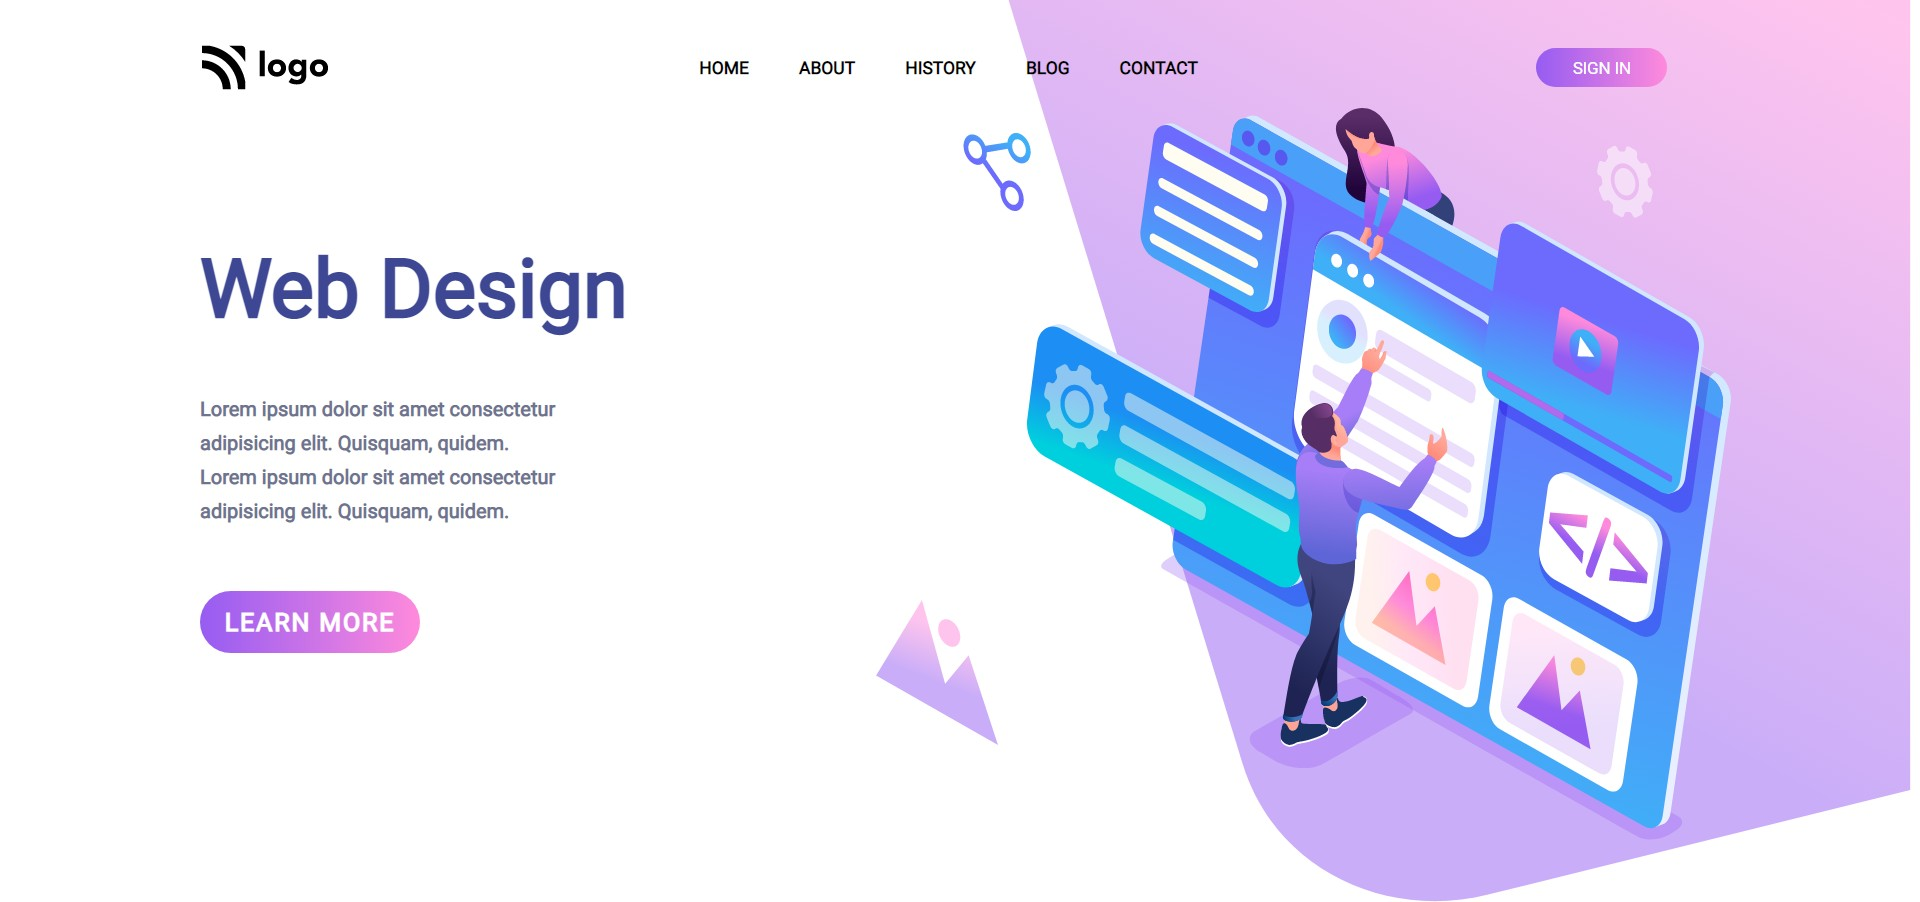 logo
HOME ABOUT HISTORY BLOG CONTACT SIGN IN
Web Design
Lorem ipsum dolor sit amet consectetur
adipisicing elit. Quisquam, quidem.
Lorem ipsum dolor sit amet consectetur
adipisicing elit. Quisquam, quidem.
LEARN MORE
</>